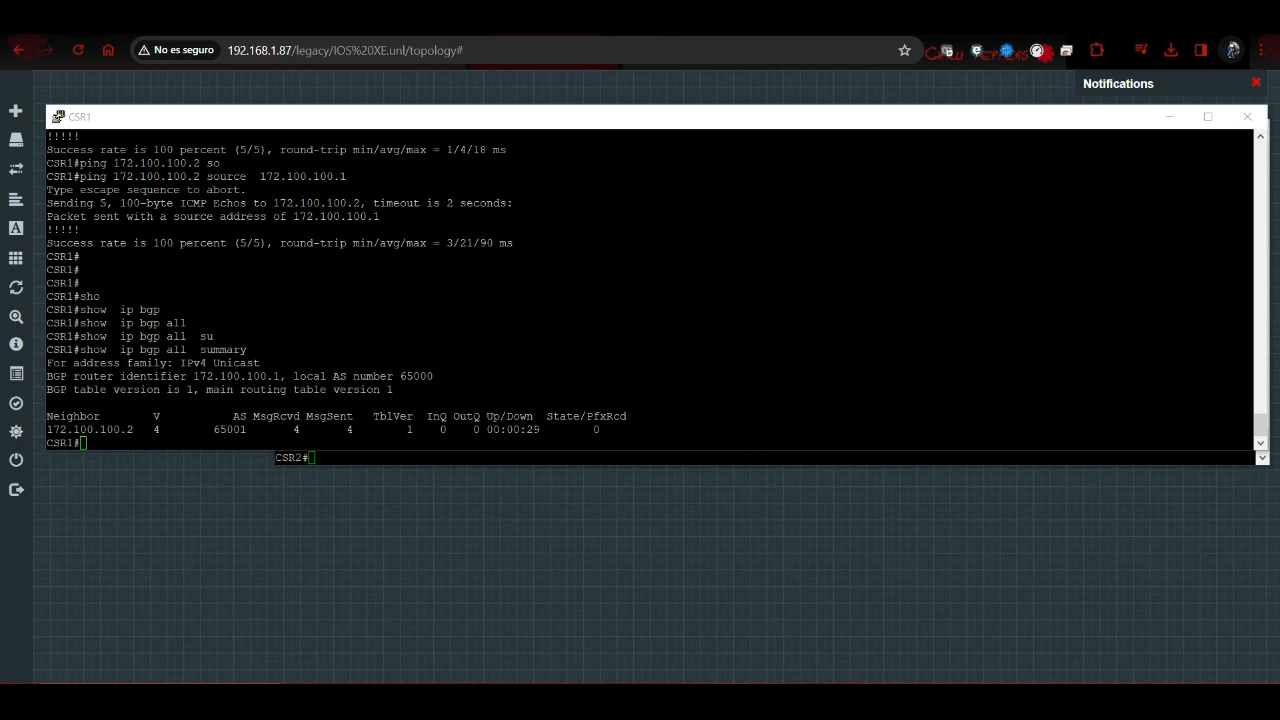 No es seguro
192.168.1.87/legacy/IOS%20XE.unl/topology#
Notifications
CSR1
!!!!!
Success rate is 100 percent (5/5), round-trip min/avg/max = 1/4/18 ms
CSR1#ping 172.100.100.2 so
CSR1#ping 172.100.100.2 source  172.100.100.1
Type escape sequence to abort.
Sending 5, 100-byte ICMP Echos to 172.100.100.2, timeout is 2 seconds:
Packet sent with a source address of 172.100.100.1
!!!!!
Success rate is 100 percent (5/5), round-trip min/avg/max = 3/21/90 ms
CSR1#
CSR1#
CSR1#
CSR1#sho
CSR1#show  ip bgp
CSR1#show  ip bgp all
CSR1#show  ip bgp all  su
CSR1#show  ip bgp all  summary
For address family: IPv4 Unicast
BGP router identifier 172.100.100.1, local AS number 65000
BGP table version is 1, main routing table version 1
Neighbor        V           AS MsgRcvd MsgSent   TblVer  InQ OutQ Up/Down  State/PfxRcd
172.100.100.2   4        65001       4       4        1    0    0 00:00:29        0
CSR1#
CSR2#